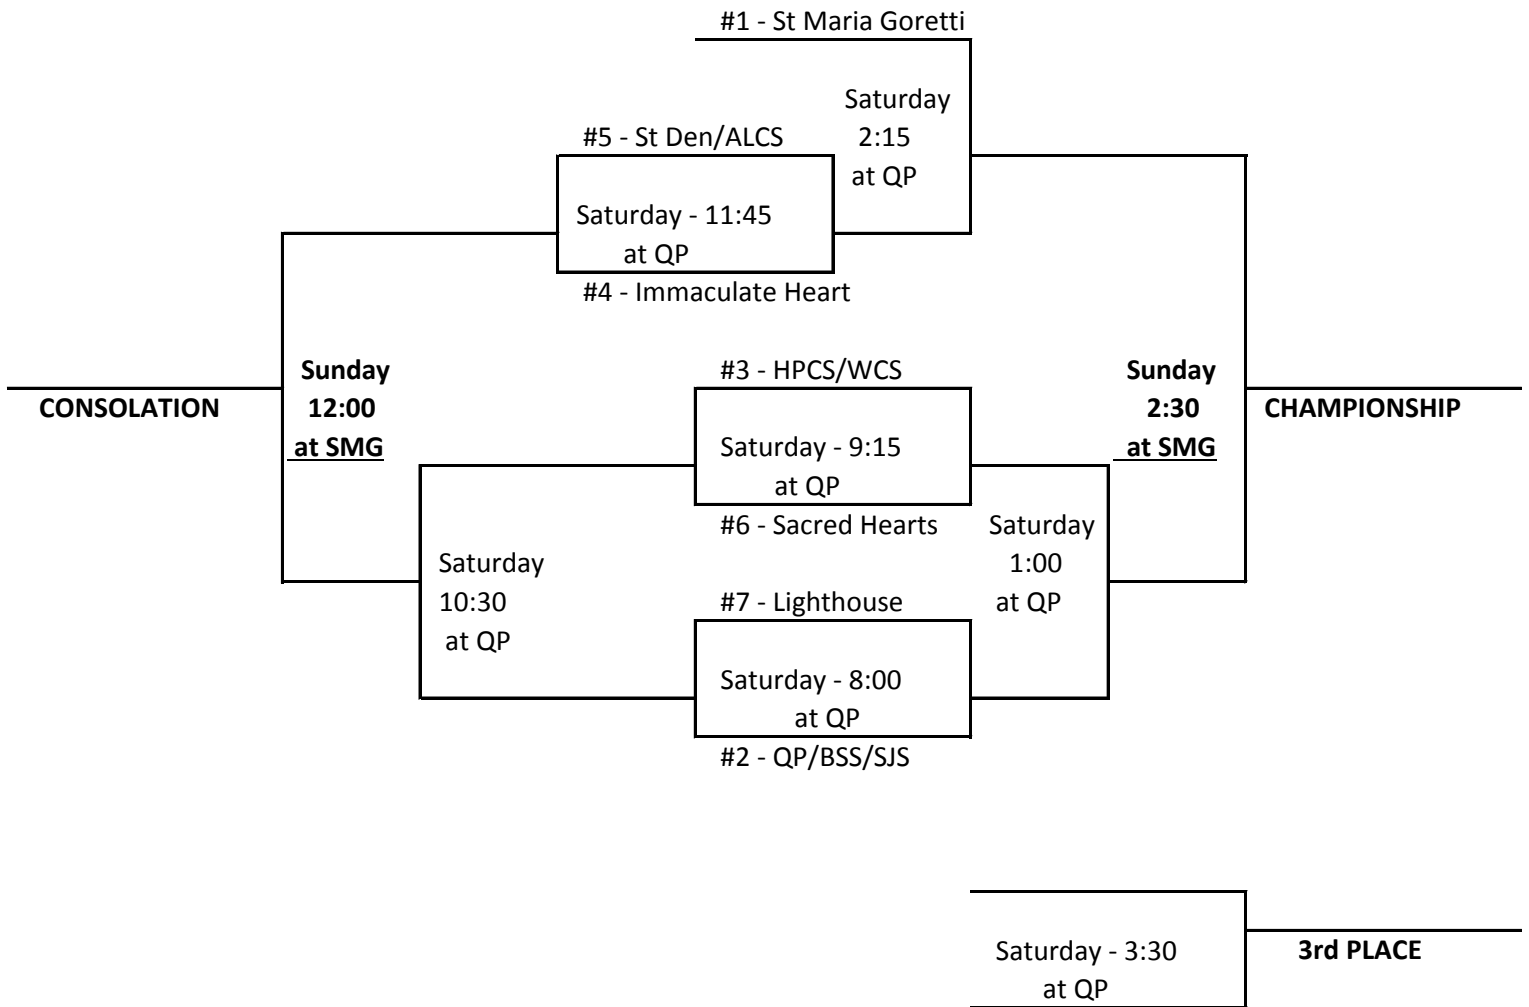 #1 - St Maria Goretti
Saturday
2:15
at QP
#5 - St Den/ALCS
Saturday - 11:45
at QP
#4 - Immaculate Heart
Sunday
12:00
at SMG
CONSOLATION
#3 - HPCS/WCS
Saturday - 9:15
at QP
#6 - Sacred Hearts
Sunday
2:30
at SMG
CHAMPIONSHIP
Saturday
10:30
at QP
Saturday
1:00
at QP
#7 - Lighthouse
Saturday - 8:00
at QP
#2 - QP/BSS/SJS
Saturday - 3:30
at QP
3rd PLACE